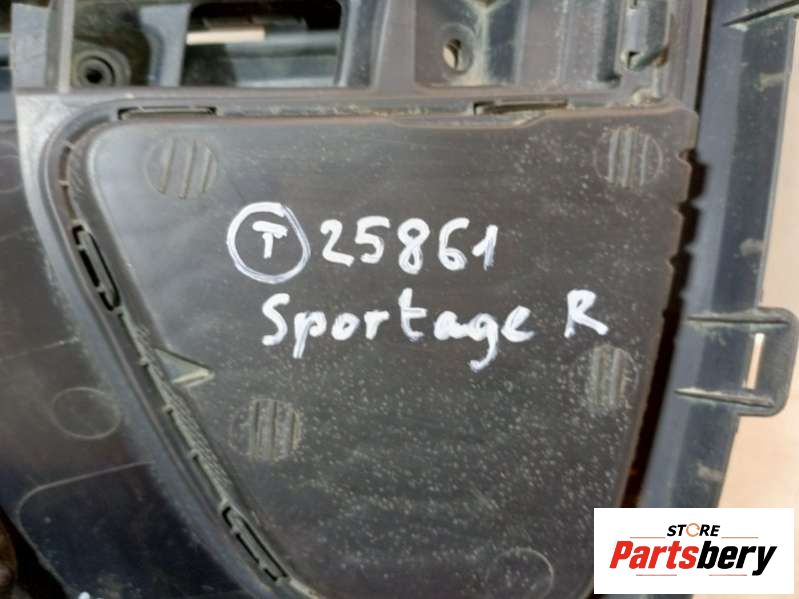 T 25861
Sportage R
STORE
Partsbery